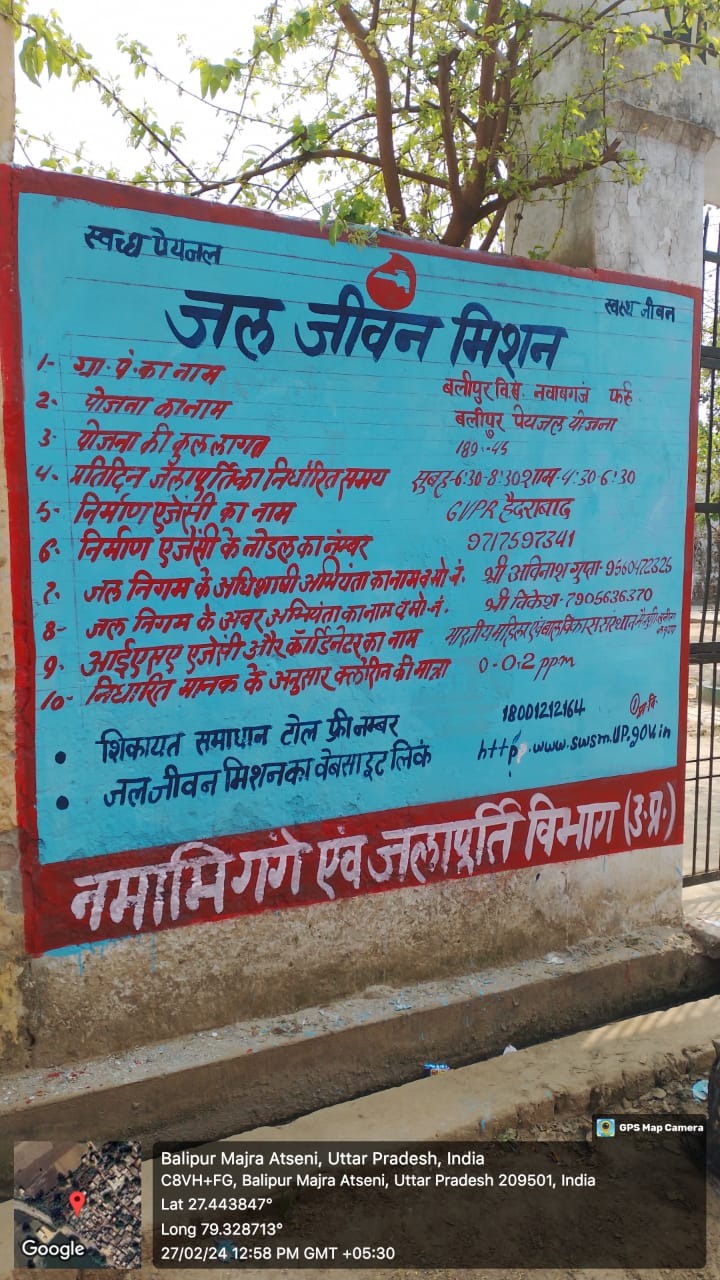 स्वच्छ पेयजल
स्वस्थ जीवन
जल जीवन मिशन
1- ग्रा. पं. का नाम बलीपुर वि.ख. नवाबगंज फर्रु.
2- योजना का नाम बलीपुर पेयजल योजना
3- योजना की कुल लागत 189.45
4- प्रतिदिन जलापूर्ति का निर्धारित समय सुबह-6:30-8:30 शाम-4:30-6:30
5- निर्माण एजेंसी का नाम GVPR हैदराबाद
6- निर्माण एजेंसी के नोडल का नम्बर 9717597341
7- जल निगम के अधिशाषी अभियंता का नाम व मो. नं. श्री अविनाश गुप्ता-9560472325
8- जल निगम के अवर अभियंता का नाम व मो. नं. श्री विकेश-7905636370
9- आईएसए एजेंसी और कॉर्डिनेटर का नाम भारतीय महिला एवं बाल विकास संस्थान
10- निर्धारित मानक के अनुसार क्लोरीन की मात्रा 0-0.2 ppm
• शिकायत समाधान टोल फ्री नम्बर 18001212164
• जल जीवन मिशन का वेबसाइट लिंक http.www.swsm.UP.gov.in
नमामि गंगे एवं जलापूर्ति विभाग (उ.प्र.)
GPS Map Camera
Balipur Majra Atseni, Uttar Pradesh, India
C8VH+FG, Balipur Majra Atseni, Uttar Pradesh 209501, India
Lat 27.443847°
Long 79.328713°
27/02/24 12:58 PM GMT +05:30
Google